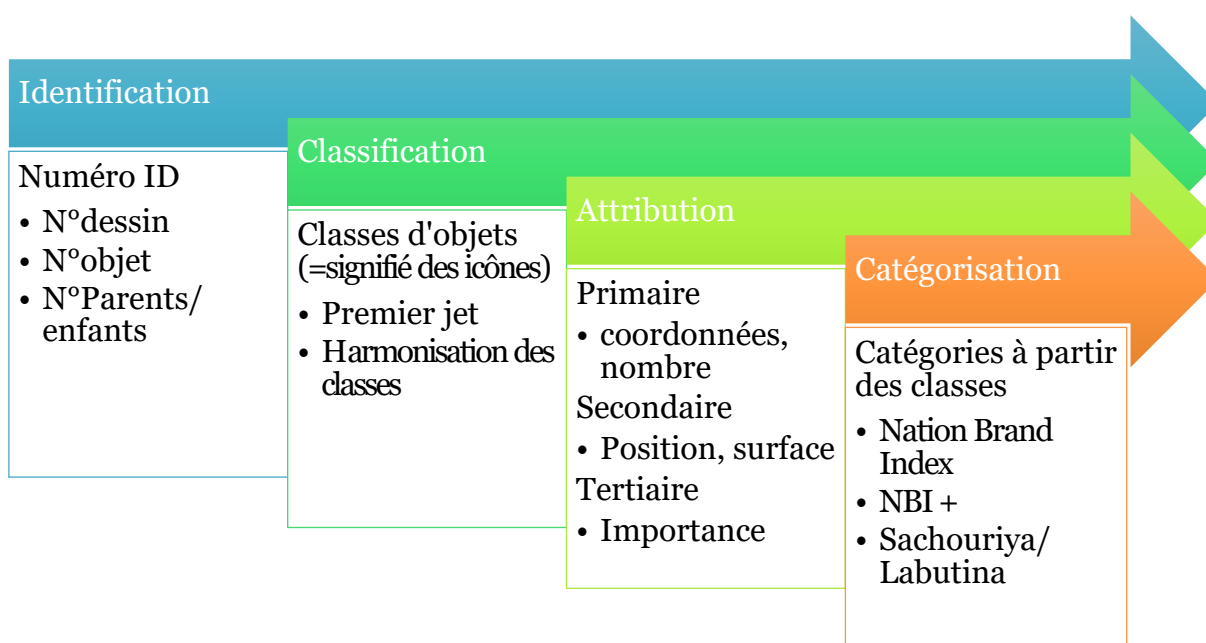 Identification
Numéro ID
• N°dessin
• N°objet
• N°Parents/
enfants
Classification
Classes d'objets
(=signifié des icônes)
• Premier jet
• Harmonisation des
classes
Attribution
Primaire
• coordonnées,
nombre
Secondaire
• Position, surface
Tertiaire
• Importance
Catégorisation
Catégories à partir
des classes
• Nation Brand
Index
• NBI +
• Sachouriya/
Labutina